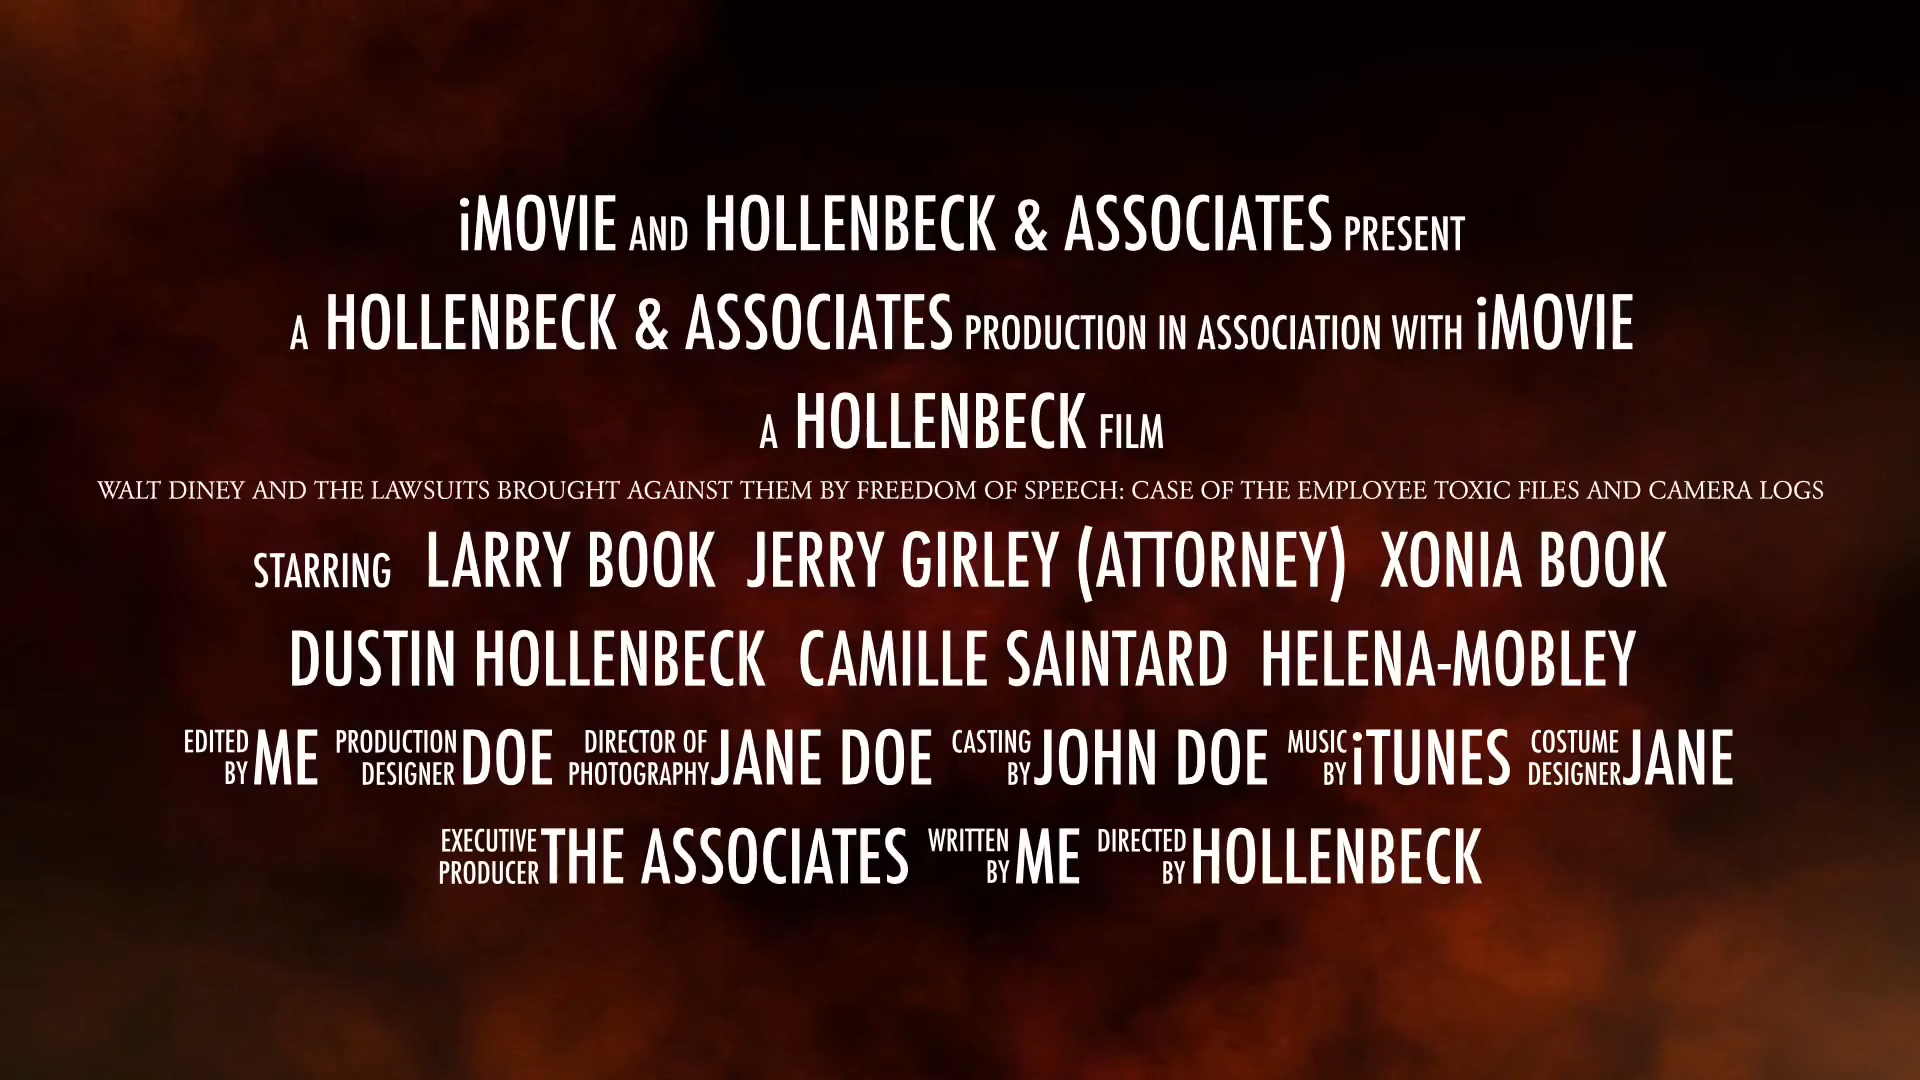 iMOVIE AND HOLLENBECK & ASSOCIATES PRESENT
A HOLLENBECK & ASSOCIATES PRODUCTION IN ASSOCIATION WITH iMOVIE
A HOLLENBECK FILM
WALT DINEY AND THE LAWSUITS BROUGHT AGAINST THEM BY FREEDOM OF SPEECH: CASE OF THE EMPLOYEE TOXIC FILES AND CAMERA LOGS
STARRING LARRY BOOK JERRY GIRLEY (ATTORNEY) XONIA BOOK
DUSTIN HOLLENBECK CAMILLE SAINTARD HELENA-MOBLEY
EDITED BY ME PRODUCTION DESIGNER DOE DIRECTOR OF PHOTOGRAPHY JANE DOE CASTING BY JOHN DOE MUSIC BY iTUNES COSTUME DESIGNER JANE
EXECUTIVE PRODUCER THE ASSOCIATES WRITTEN BY ME DIRECTED BY HOLLENBECK